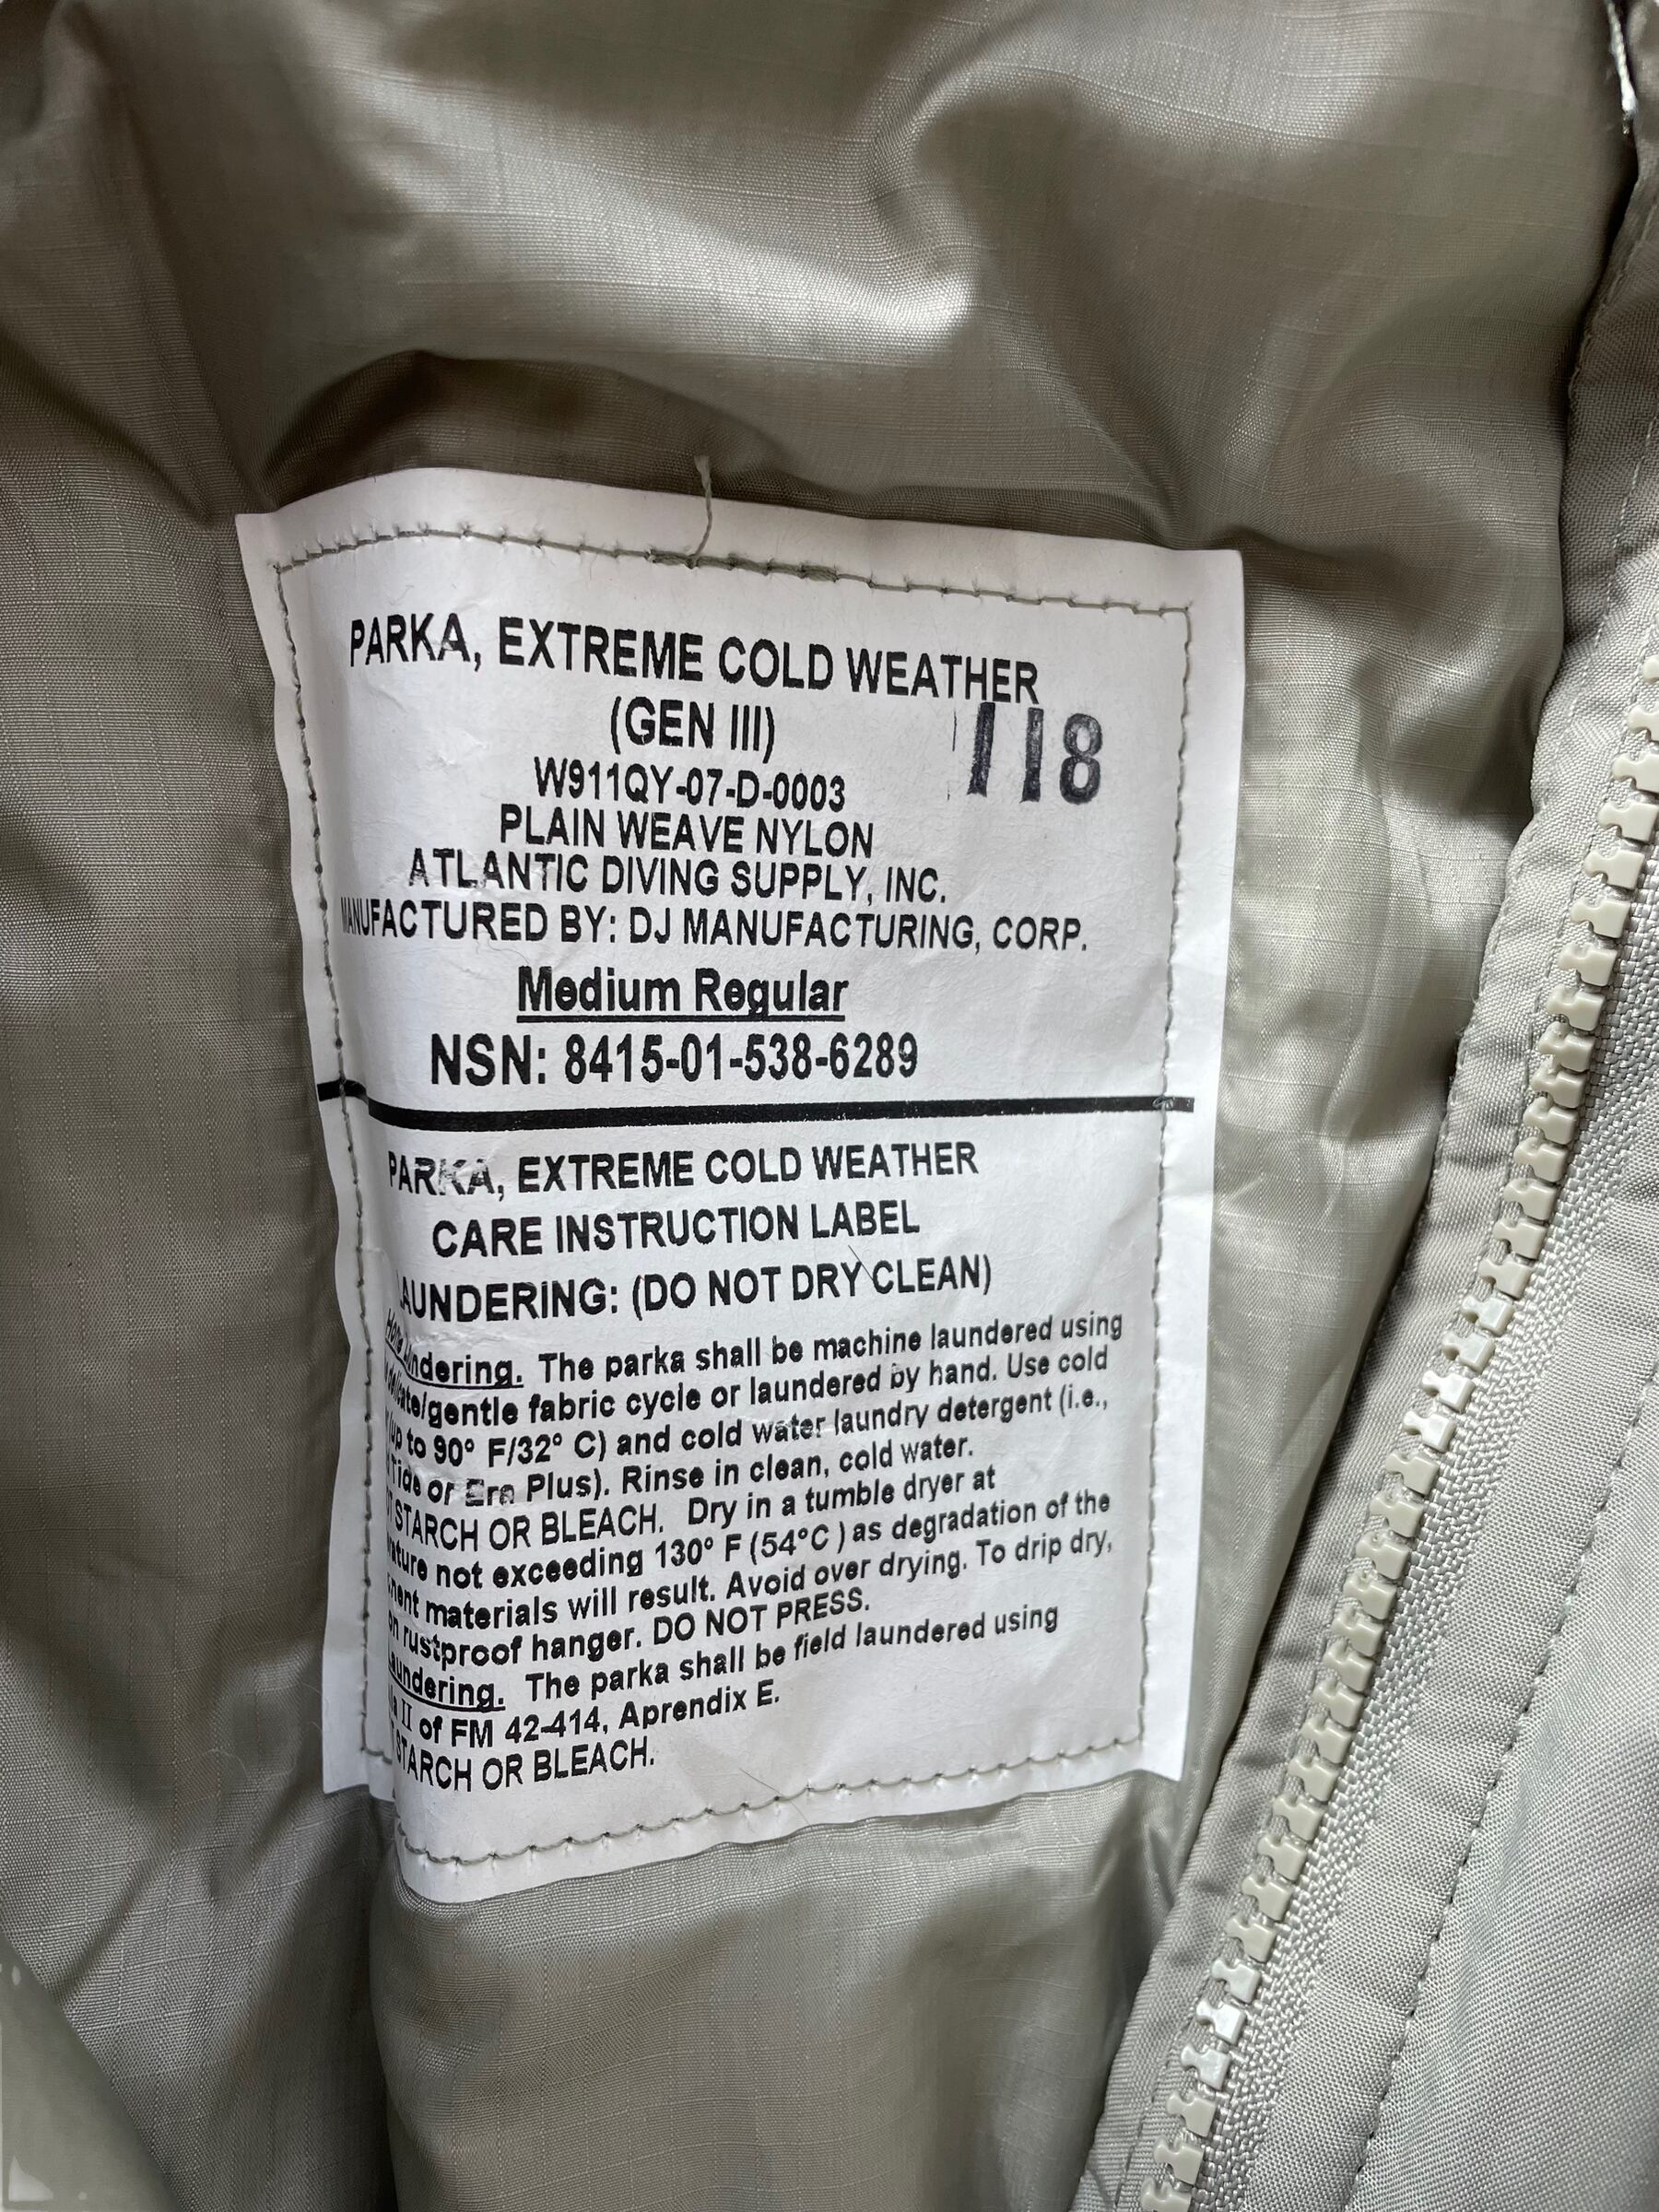 PARKA, EXTREME COLD WEATHER
(GEN III)
118
W911QY-07-D-0003
PLAIN WEAVE NYLON
ATLANTIC DIVING SUPPLY, INC.
MANUFACTURED BY: DJ MANUFACTURING, CORP.
Medium Regular
NSN: 8415-01-538-6289
PARKA, EXTREME COLD WEATHER
CARE INSTRUCTION LABEL
LAUNDERING: (DO NOT DRY CLEAN)
The parka shall be machine laundered using
/gentle fabric cycle or laundered by hand. Use cold
(up to 90° F/32° C) and cold water laundry detergent (i.e.,
Tide or Era Plus). Rinse in clean, cold water.
STARCH OR BLEACH. Dry in a tumble dryer at
not exceeding 130° F (54°C ) as degradation of the
materials will result. Avoid over drying. To drip dry,
on rustproof hanger. DO NOT PRESS.
The parka shall be field laundered using
II of FM 42-414, Aprendix E.
STARCH OR BLEACH.